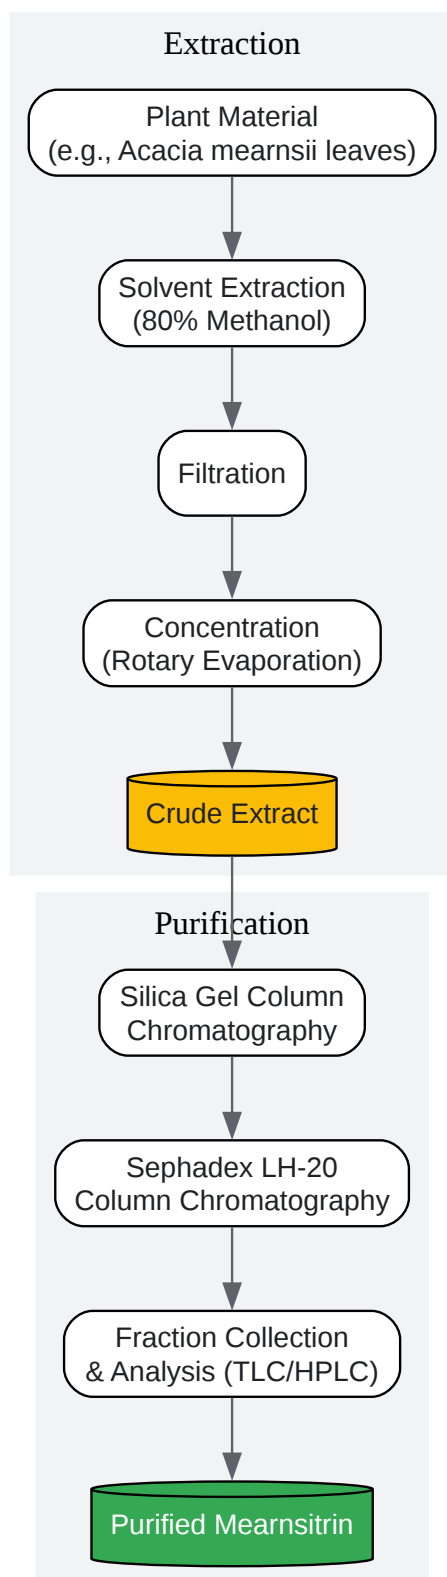 Extraction
Plant Material
(e.g., Acacia mearnsii leaves)
Solvent Extraction
(80% Methanol)
Filtration
Concentration
(Rotary Evaporation)
Crude Extract
Purification
Silica Gel Column
Chromatography
Sephadex LH-20
Column Chromatography
Fraction Collection
& Analysis (TLC/HPLC)
Purified Mearnsitrin